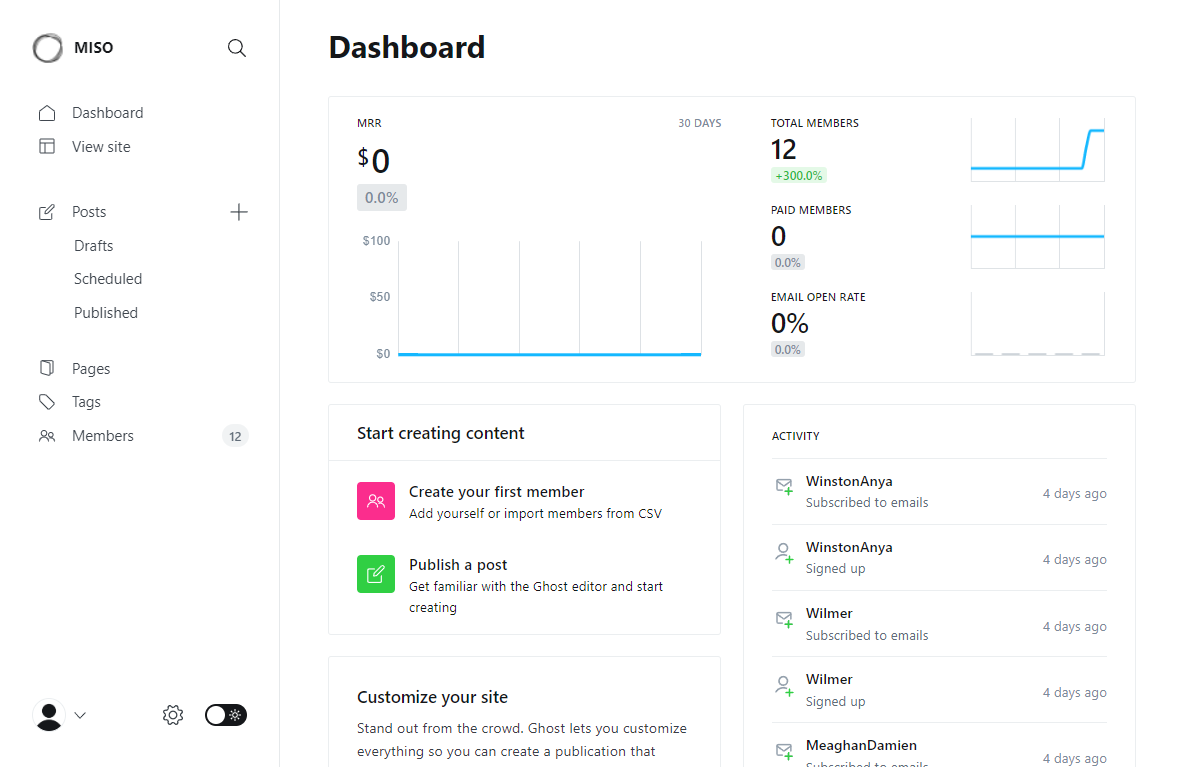 MISO
Dashboard
View site
Posts
Drafts
Scheduled
Published
Pages
Tags
Members 12
Dashboard
MRR 30 DAYS
$0
0.0%
$100
$50
$0
TOTAL MEMBERS
12
+300.0%
PAID MEMBERS
0
0.0%
EMAIL OPEN RATE
0%
0.0%
Start creating content
Create your first member
Add yourself or import members from CSV
Publish a post
Get familiar with the Ghost editor and start
creating
Customize your site
Stand out from the crowd. Ghost lets you customize
everything so you can create a publication that
ACTIVITY
WinstonAnya
Subscribed to emails
4 days ago
WinstonAnya
Signed up
4 days ago
Wilmer
Subscribed to emails
4 days ago
Wilmer
Signed up
4 days ago
MeaghanDamien
Subscribed to emails
4 days ago